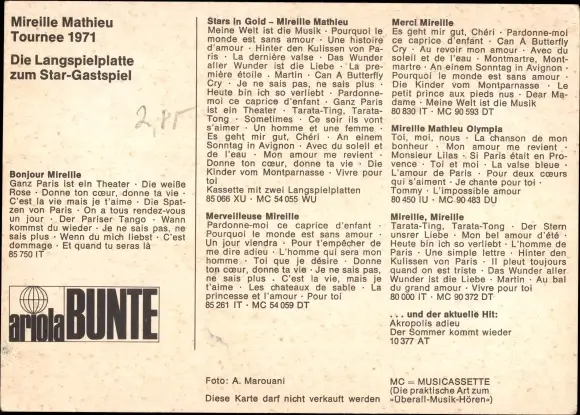 Mireille Mathieu
Tournee 1971
Die Langspielplatte
zum Star-Gastspiel
2,85
Bonjour Mireille
Ganz Paris ist ein Theater · Die weiße
Rose · Donne ton cœur, donne ta vie ·
C'est la vie mais je t'aime · Die Spat-
zen von Paris · On a tous rendez-vous
un jour · Der Pariser Tango · Wann
kommst du wieder · Je ne sais pas, ne
sais plus · Wenn du mich liebst · C'est
dommage · Et quand tu seras là
85 750 IT
ariola BUNTE
Stars in Gold – Mireille Mathieu
Meine Welt ist die Musik · Pourquoi le
monde est sans amour · Une histoire
d'amour · Hinter den Kulissen von Pa-
ris · La dernière valse · Das Wunder
aller Wunder ist die Liebe · La pre-
mière étoile . Martin · Can A Butterfly
Cry · Je ne sais pas, ne sais plus ·
Heute bin ich so verliebt · Pardonne-
moi ce caprice d'enfant · Ganz Paris
ist ein Theater · Tarata-Ting, Tarata-
Tong · Sometimes · Ce soir ils vont
s'aimer · Un homme et une femme ·
Es geht mir gut, Chéri · An einem
Sonntag in Avignon · Avec du soleil et
de l'eau · Mon amour me revient ·
Donne ton cœur, donne ta vie · Die
Kinder vom Montparnasse · Vivre pour
toi
Kassette mit zwei Langspielplatten
85 066 XU · MC 54 055 WU
Merveilleuse Mireille
Pardonne-moi ce caprice d'enfant ·
Pourquoi le monde est sans amour ·
Un jour viendra · Pour t'empêcher de
me dire adieu · L'homme qui sera mon
homme · Toi que je désire · Donne
ton cœur, donne ta vie · Je ne sais pas,
ne sais plus · C'est la vie, mais je
t'aime · Les chateaux de sable · La
princesse et l'amour · Pour toi
85 261 IT · MC 54 059 DT
Foto: A. Marouani
Diese Karte darf nicht verkauft werden
Merci Mireille
Es geht mir gut, Chéri · Pardonne-moi
ce caprice d'enfant · Can A Butterfly
Cry · Au revoir mon amour · Avec du
soleil et de l'eau · Montmartre, Mont-
martre · An einem Sonntag in Avignon ·
Pourquoi le monde est sans amour ·
Die Kinder vom Montparnasse · Le
petit prince aux pieds nus · Dear Ma-
dame · Meine Welt ist die Musik
80 830 IT · MC 90 593 DT
Mireille Mathieu Olympia
Toi, moi, nous · La chanson de mon
bonheur · Mon amour me revient ·
Monsieur Lilas · Si Paris était en Pro-
vence · Toi et moi · La valse bleue ·
L'amour de Paris · Pour deux cœurs
qui s'aiment · Je chante pour toi ·
Tommy · L'impossible amour
80 450 IU · MC 90 483 DU
Mireille, Mireille
Tarata-Ting, Tarata-Tong · Der Stern
unsrer Liebe · Mon bel amour d'été ·
Heute bin ich so verliebt · L'homme de
Paris · Une simple lettre · Hinter den
Kulissen von Paris · Il pleut toujours
quand on est triste · Das Wunder aller
Wunder ist die Liebe · Martin · Au bal
du grand amour · Vivre pour toi
80 000 IT · MC 90 372 DT
. . . und der aktuelle Hit:
Akropolis adieu
Der Sommer kommt wieder
10 377 AT
MC = MUSICASSETTE
(Die praktische Art zum
»Überall-Musik-Hören«)